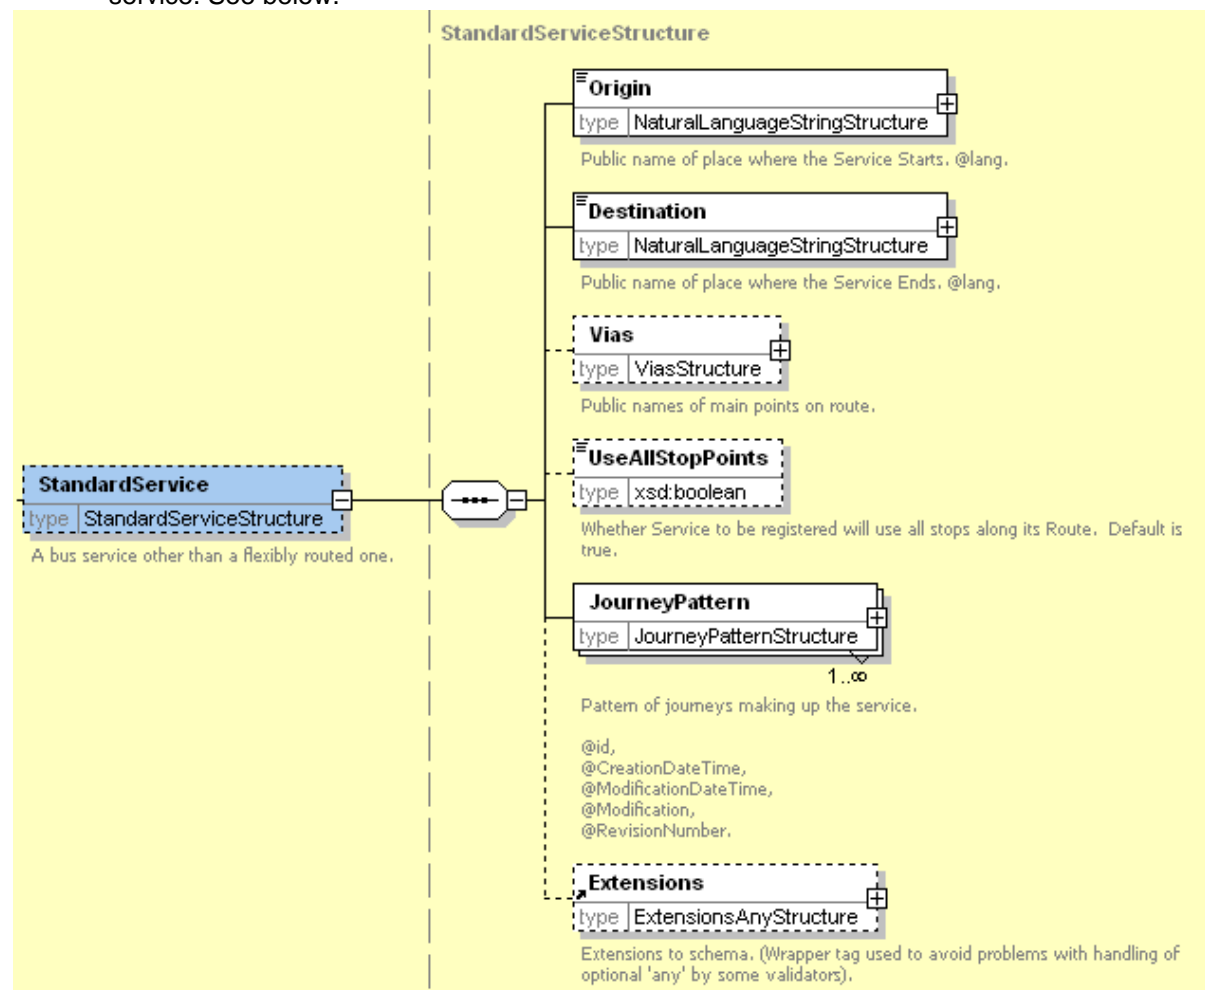 service. See below.
StandardServiceStructure
Origin
type NaturalLanguageStringStructure
Public name of place where the Service Starts. @lang.
Destination
type NaturalLanguageStringStructure
Public name of place where the Service Ends. @lang.
Vias
type ViasStructure
Public names of main points on route.
StandardService
type StandardServiceStructure
A bus service other than a flexibly routed one.
UseAllStopPoints
type xsd:boolean
Whether Service to be registered will use all stops along its Route. Default is
true.
JourneyPattern
type JourneyPatternStructure
1..∞
Pattern of journeys making up the service.
@id,
@CreationDateTime,
@ModificationDateTime,
@Modification,
@RevisionNumber.
Extensions
type ExtensionsAnyStructure
Extensions to schema. (Wrapper tag used to avoid problems with handling of
optional 'any' by some validators).